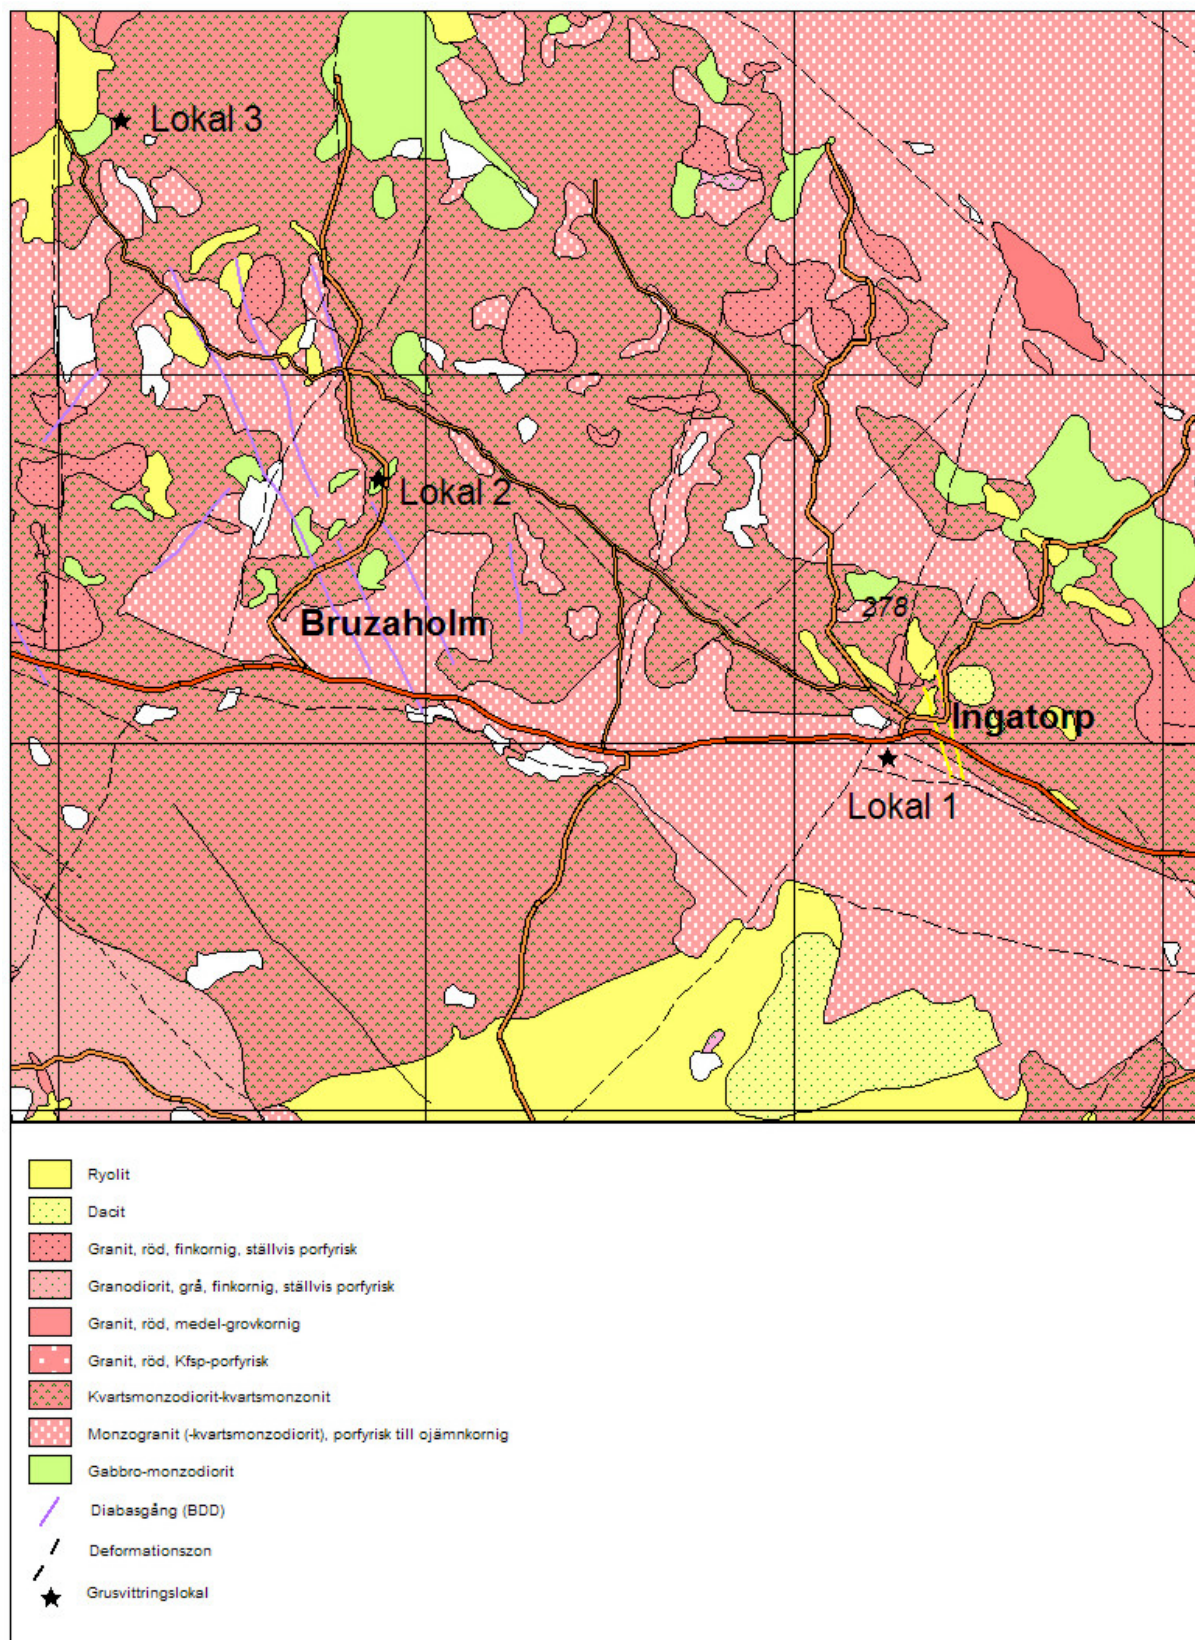 Lokal 3
Lokal 2
278
Bruzaholm
Ingatorp
Lokal 1
Ryolit
Dacit
Granit, röd, finkornig, ställvis porfyrisk
Granodiorit, grå, finkornig, ställvis porfyrisk
Granit, röd, medel-grovkornig
Granit, röd, Kfsp-porfyrisk
Kvartsmonzodiorit-kvartsmonzonit
Monzogranit (-kvartsmonzodiorit), porfyrisk till ojämnkornig
Gabbro-monzodiorit
Diabasgång (BDD)
Deformationszon
Grusvittringslokal